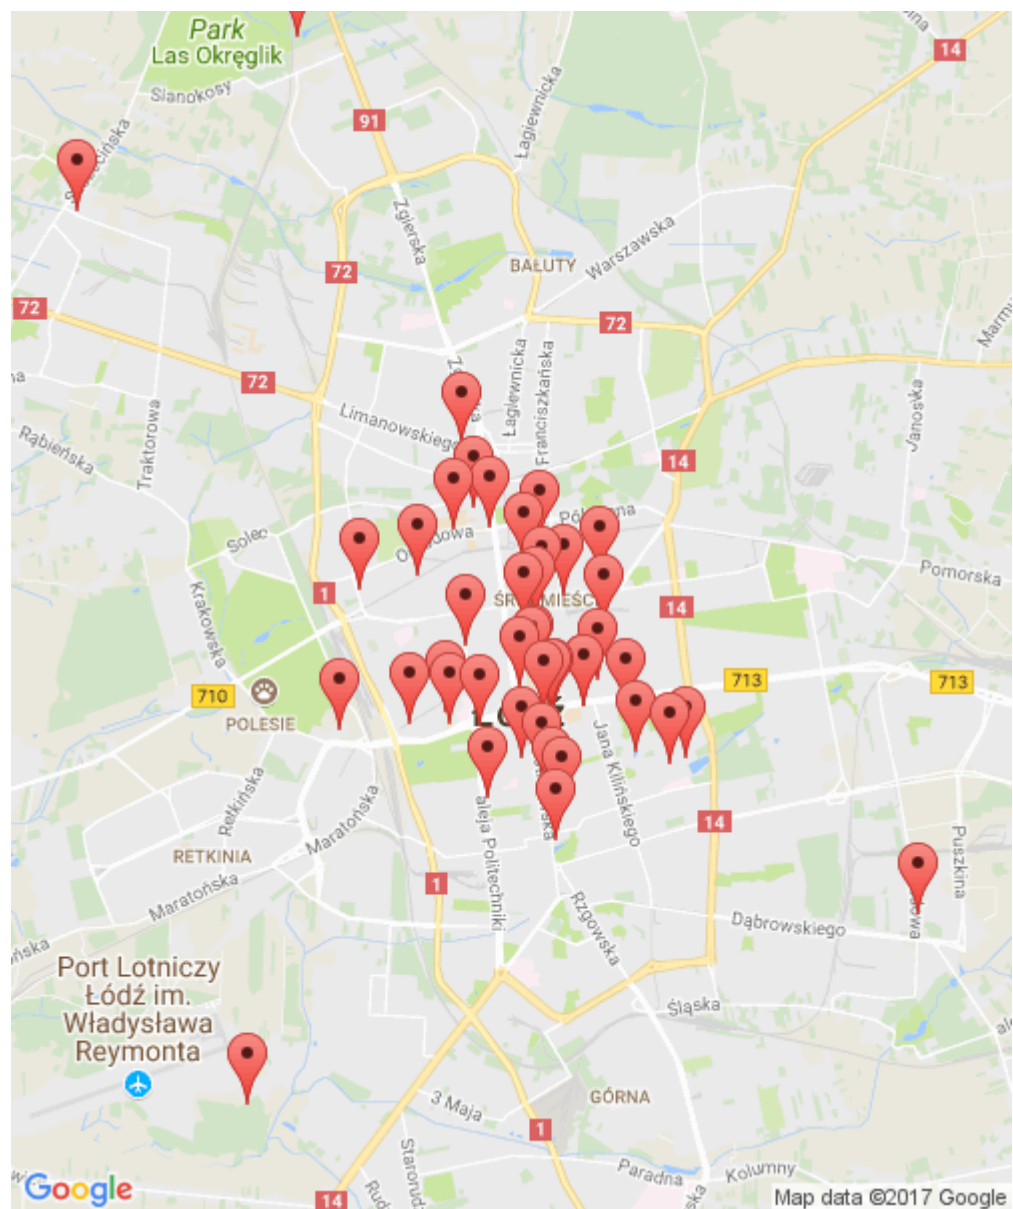 Park
Las Okręglik
14
Sianokosy
91
Łagiewnicka
Zgierska
Warszawska
BAŁUTY
72
72
72
72
Łagiewnicka
Franciszkańska
Limanowskiego
Janosika
Traktorowa
Rąbieńska
14
Solec
Pomorska
1
14
Krakowska
710
713
713
POLESIE
Jana Kilińskiego
Retkińska
Maratońska
aleja Politechniki
14
RETKINIA
Puszkina
1
Maratońska
Rzgowska
Dąbrowskiego
Port Lotniczy
Łódź im.
Władysława
Reymonta
Śląska
GÓRNA
3 Maja
1
Paradna
Kolumny
14
Google
Map data ©2017 Google